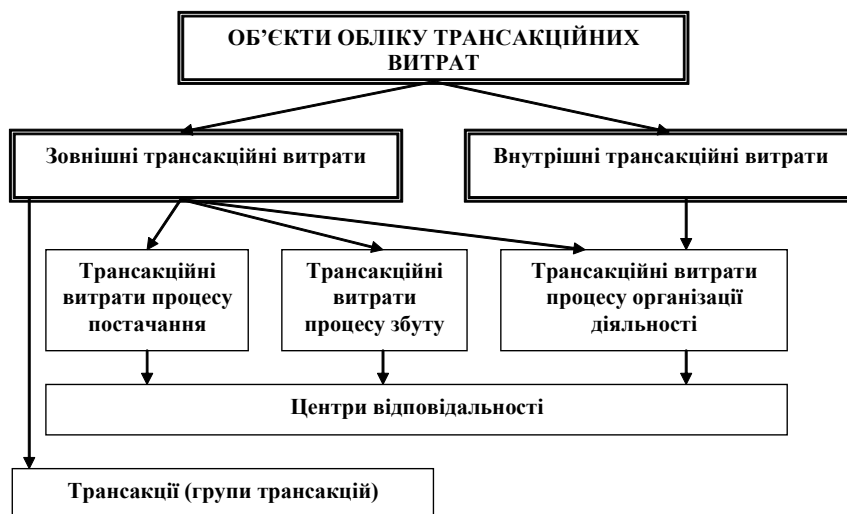 ОБ’ЄКТИ ОБЛІКУ ТРАНСАКЦІЙНИХ
ВИТРАТ
Зовнішні трансакційні витрати
Внутрішні трансакційні витрати
Трансакційні
витрати процесу
постачання
Трансакційні
витрати
процесу збуту
Трансакційні витрати
процесу організації
діяльності
Центри відповідальності
Трансакції (групи трансакцій)